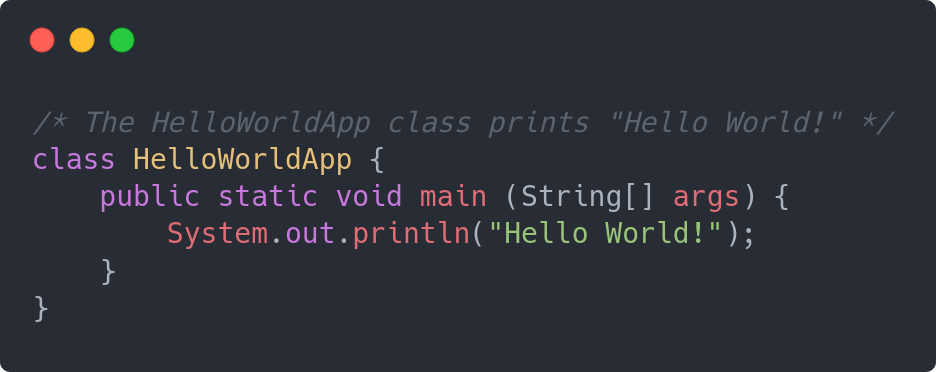 /* The HelloWorldApp class prints "Hello World!" */
class HelloWorldApp {
    public static void main (String[] args) {
        System.out.println("Hello World!");
    }
}